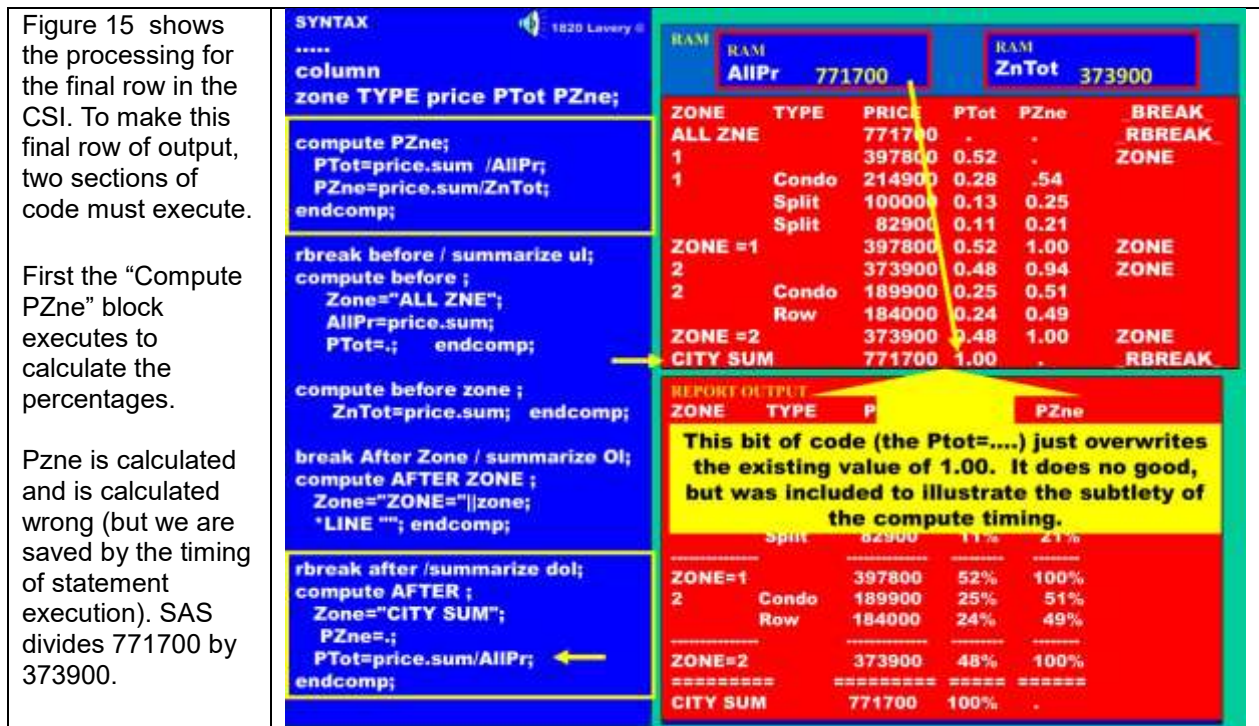 Figure 15 shows
the processing for
the final row in the
CSI. To make this
final row of output,
two sections of
code must execute.
First the “Compute
PZne” block
executes to
calculate the
percentages.
Pzne is calculated
and is calculated
wrong (but we are
saved by the timing
of statement
execution). SAS
divides 771700 by
373900.
SYNTAX 1820 Lavery ©
.....
column
zone TYPE price PTot PZne;
compute PZne;
PTot=price.sum /AllPr;
PZne=price.sum/ZnTot;
endcomp;
rbreak before / summarize ul;
compute before ;
Zone="ALL ZNE";
AllPr=price.sum;
PTot=.; endcomp;
compute before zone ;
ZnTot=price.sum; endcomp;
break After Zone / summarize Ol;
compute AFTER ZONE ;
Zone="ZONE="||zone;
*LINE ""; endcomp;
rbreak after /summarize dol;
compute AFTER ;
Zone="CITY SUM";
PZne=.;
PTot=price.sum/AllPr;
endcomp;
RAM
RAM
AllPr 771700
RAM
ZnTot 373900
ZONE TYPE PRICE PTot PZne _BREAK_
ALL ZNE 771700 . . _RBREAK_
1 397800 0.52 . ZONE
1 Condo 214900 0.28 .54
Split 100000 0.13 0.25
Split 82900 0.11 0.21
ZONE =1 397800 0.52 1.00 ZONE
2 373900 0.48 0.94 ZONE
2 Condo 189900 0.25 0.51
Row 184000 0.24 0.49
ZONE =2 373900 0.48 1.00 ZONE
CITY SUM 771700 1.00 . _RBREAK_
REPORT OUTPUT
ZONE TYPE P PZne
This bit of code (the Ptot=....) just overwrites
the existing value of 1.00. It does no good,
but was included to illustrate the subtlety of
the compute timing.
Split 82900 11% 21%
-------------- --------- -------- --------
ZONE=1 397800 52% 100%
2 Condo 189900 25% 51%
Row 184000 24% 49%
-------------- --------- -------- --------
ZONE=2 373900 48% 100%
========= ========= ===== ======
CITY SUM 771700 100% .